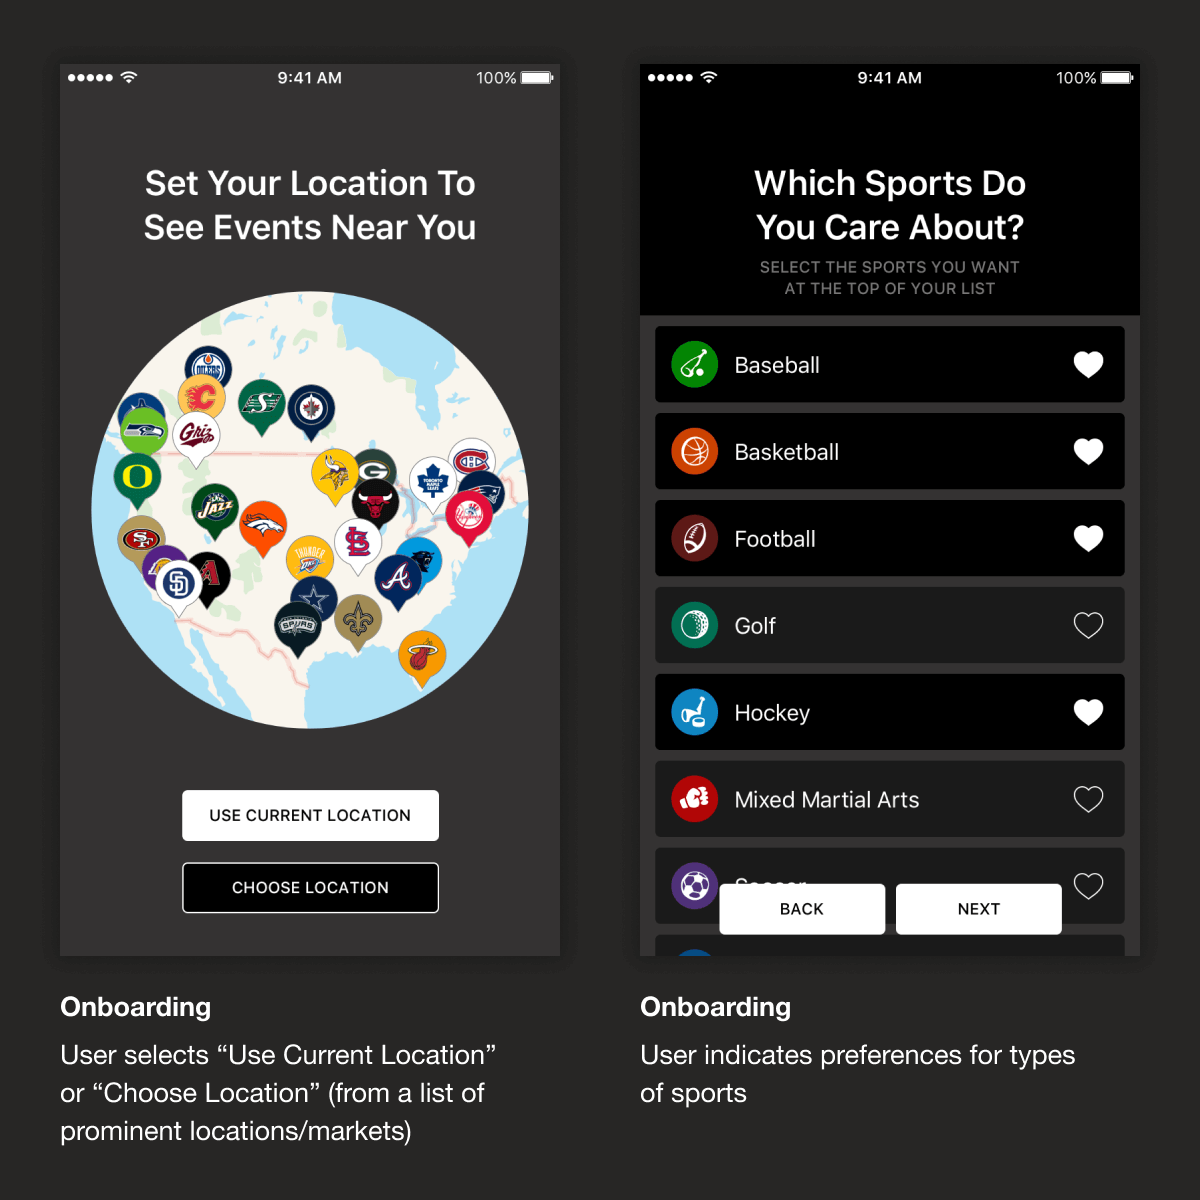 9:41 AM
100%
Set Your Location To
See Events Near You
OILERS
C
S
Griz
O
G
TORONTO
MAPLE
LEAFS
JAZZ
Yankees
SF
THUNDER
OKC
SD
A
A
SPURS
USE CURRENT LOCATION
CHOOSE LOCATION
Onboarding
User selects “Use Current Location”
or “Choose Location” (from a list of
prominent locations/markets)
9:41 AM
100%
Which Sports Do
You Care About?
SELECT THE SPORTS YOU WANT
AT THE TOP OF YOUR LIST
Baseball
Basketball
Football
Golf
Hockey
Mixed Martial Arts
Soccer
BACK
NEXT
Onboarding
User indicates preferences for types
of sports